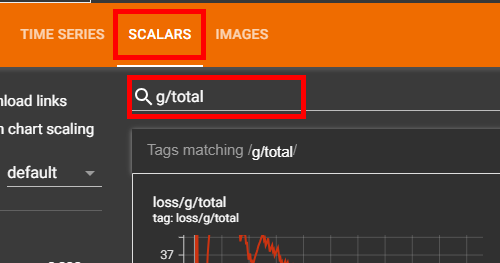 TIME SERIES SCALARS IMAGES
g/total
nload links
n chart scaling
default
Tags matching /g/total/
loss/g/total
tag: loss/g/total
37